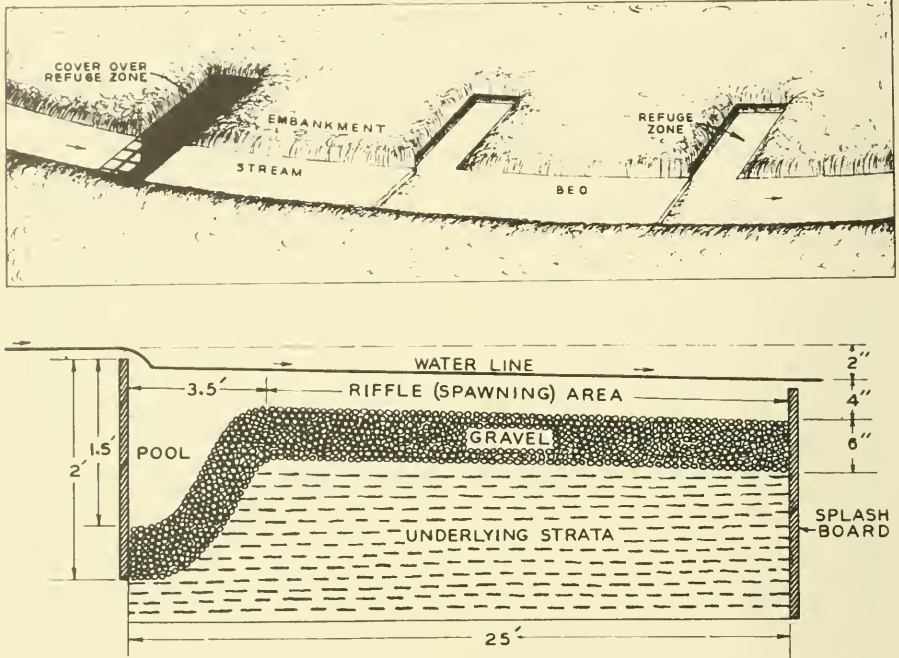 COVER OVER
REFUGE ZONE
EMBANKMENT
STREAM
REFUGE
ZONE
BED
WATER LINE
2"
3.5'
RIFFLE (SPAWNING) AREA
4"
GRAVEL
6"
POOL
1.5'
2'
UNDERLYING STRATA
SPLASH
BOARD
25'